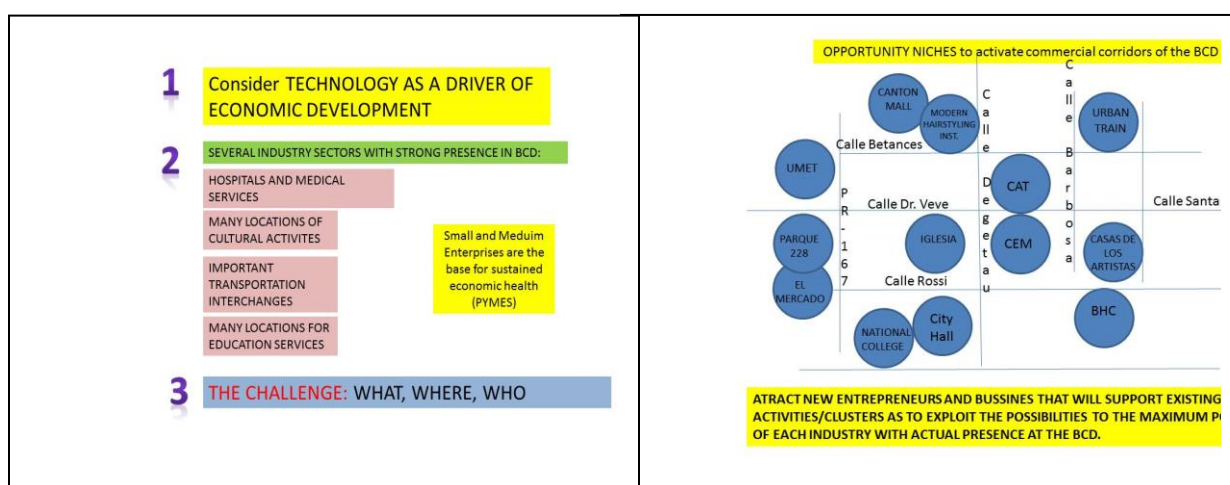 1
Consider TECHNOLOGY AS A DRIVER OF
ECONOMIC DEVELOPMENT
2
SEVERAL INDUSTRY SECTORS WITH STRONG PRESENCE IN BCD:
HOSPITALS AND MEDICAL
SERVICES
MANY LOCATIONS OF
CULTURAL ACTIVITES
IMPORTANT
TRANSPORTATION
INTERCHANGES
MANY LOCATIONS FOR
EDUCATION SERVICES
Small and Meduim
Enterprises are the
base for sustained
economic health
(PYMES)
3
THE CHALLENGE: WHAT, WHERE, WHO
OPPORTUNITY NICHES to activate commercial corridors of the BCD
CANTON
MALL
MODERN
HAIRSTYLING
INST.
Calle Degetau
Calle Barbosa
URBAN
TRAIN
Calle Betances
UMET
PR-167
CAT
Calle Dr. Veve
Calle Santa
PARQUE
228
IGLESIA
CEM
CASAS DE
LOS
ARTISTAS
EL
MERCADO
Calle Rossi
NATIONAL
COLLEGE
City
Hall
BHC
ATRACT NEW ENTREPRENEURS AND BUSSINES THAT WILL SUPPORT EXISTING
ACTIVITIES/CLUSTERS AS TO EXPLOIT THE POSSIBILITIES TO THE MAXIMUM
OF EACH INDUSTRY WITH ACTUAL PRESENCE AT THE BCD.